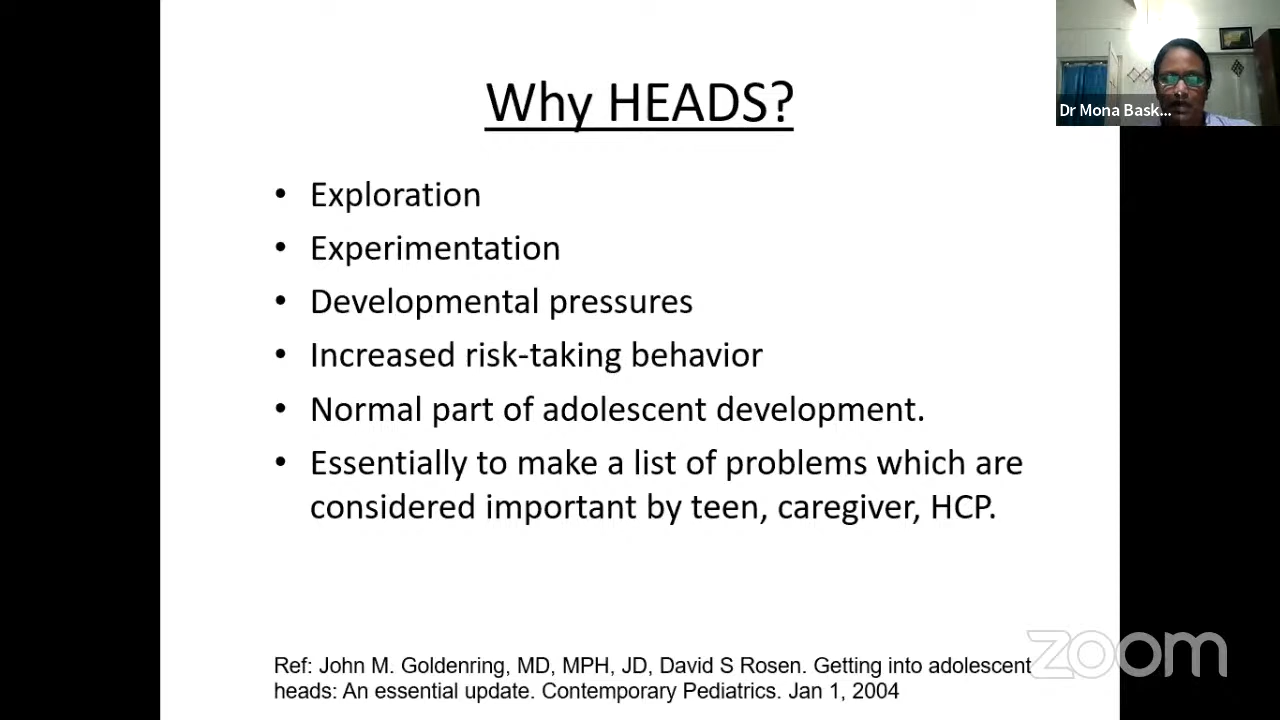 Why HEADS?
Dr Mona Bask...
• Exploration
• Experimentation
• Developmental pressures
• Increased risk-taking behavior
• Normal part of adolescent development.
• Essentially to make a list of problems which are
considered important by teen, caregiver, HCP.
Ref: John M. Goldenring, MD, MPH, JD, David S Rosen. Getting into adolescent
heads: An essential update. Contemporary Pediatrics. Jan 1, 2004
zoom